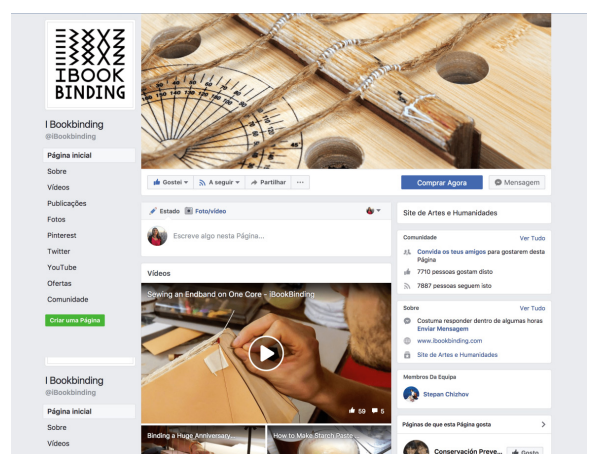 IBOOK
BINDING
I Bookbinding
@iBookbinding
Página inicial
Sobre
Vídeos
Publicações
Fotos
Pinterest
Twitter
YouTube
Ofertas
Comunidade
Criar uma Página
I Bookbinding
@iBookbinding
Página inicial
Sobre
Vídeos
Gostei
A seguir
Partilhar
Comprar Agora
Mensagem
Estado
Foto/vídeo
Escreve algo nesta Página...
Vídeos
Sewing an Endband on One Core - iBookBinding
59 5
Binding a Huge Anniversary...
How to Make Starch Paste...
Site de Artes e Humanidades
Comunidade Ver Tudo
Convida os teus amigos para gostarem desta
Página
7710 pessoas gostam disto
7887 pessoas seguem isto
Sobre Ver Tudo
Costuma responder dentro de algumas horas
Enviar Mensagem
www.ibookbinding.com
Site de Artes e Humanidades
Membros Da Equipa
Stepan Chizhov
Páginas de que esta Página gosta
Conservación Preve... Gosto